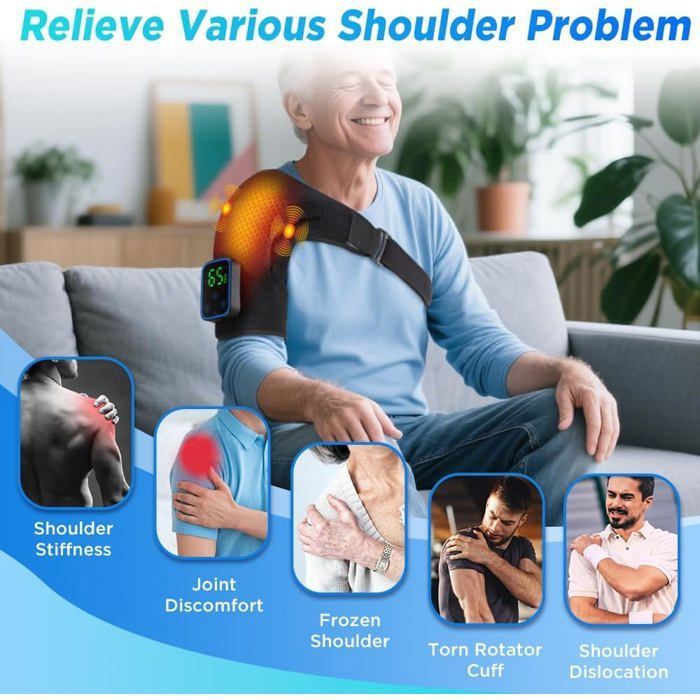 Relieve Various Shoulder Problem
65
Shoulder
Stiffness
Joint
Discomfort
Frozen
Shoulder
Torn Rotator
Cuff
Shoulder
Dislocation